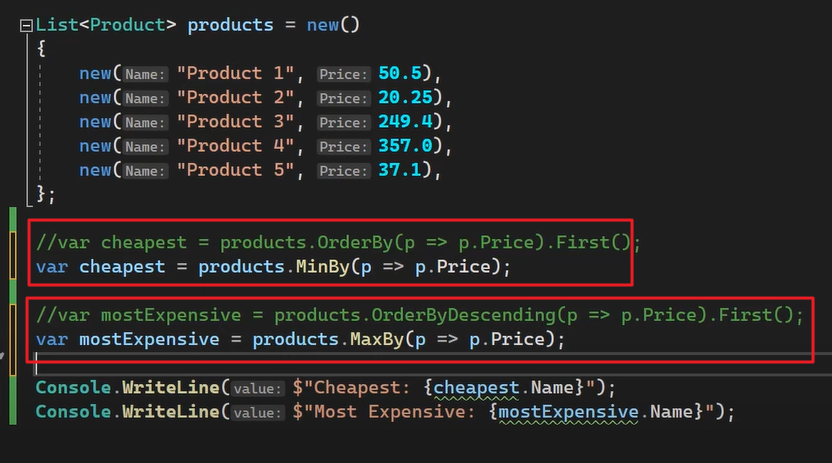 List<Product> products = new()
{
new(Name: "Product 1", Price: 50.5),
new(Name: "Product 2", Price: 20.25),
new(Name: "Product 3", Price: 249.4),
new(Name: "Product 4", Price: 357.0),
new(Name: "Product 5", Price: 37.1),
};
//var cheapest = products.OrderBy(p => p.Price).First();
var cheapest = products.MinBy(p => p.Price);
//var mostExpensive = products.OrderByDescending(p => p.Price).First();
var mostExpensive = products.MaxBy(p => p.Price);
Console.WriteLine(value: $"Cheapest: {cheapest.Name}");
Console.WriteLine(value: $"Most Expensive: {mostExpensive.Name}");